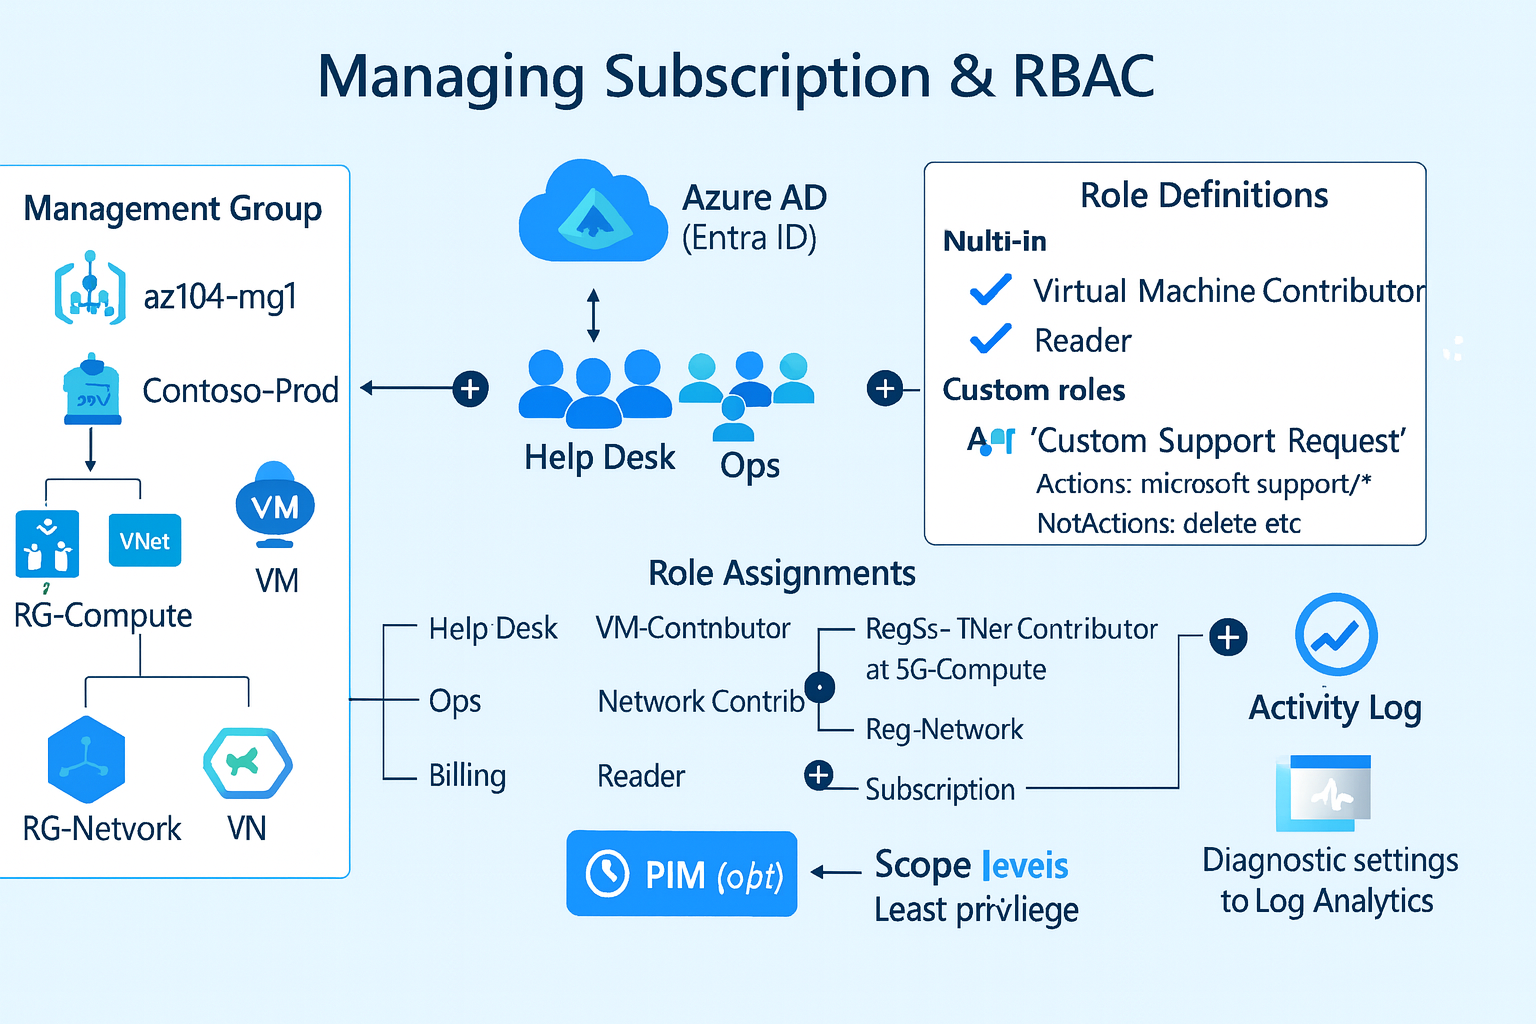 Managing Subscription & RBAC
Management Group
az104-mg1
Contoso-Prod
VNet
VM
VM
RG-Compute
RG-Netvork
VN
Azure AD
(Entra ID)
Help Desk
Ops
Role Definitions
Nulti-in
Virtual Machine Contributor
Reader
Custom roles
'Custom Support Request'
Actions: microsoft support/*
NotActions: delete etc
Role Assignments
Help Desk VM-Contnbutor
Ops Network Contrib
Billing Reader
RegSs- TNer Contributor
at 5G-Compute
Reg-Network
Subscription
PIM (opt)
Scope leveis
Least privliege
Activity Log
Diagnostic settings
to Log Analytics